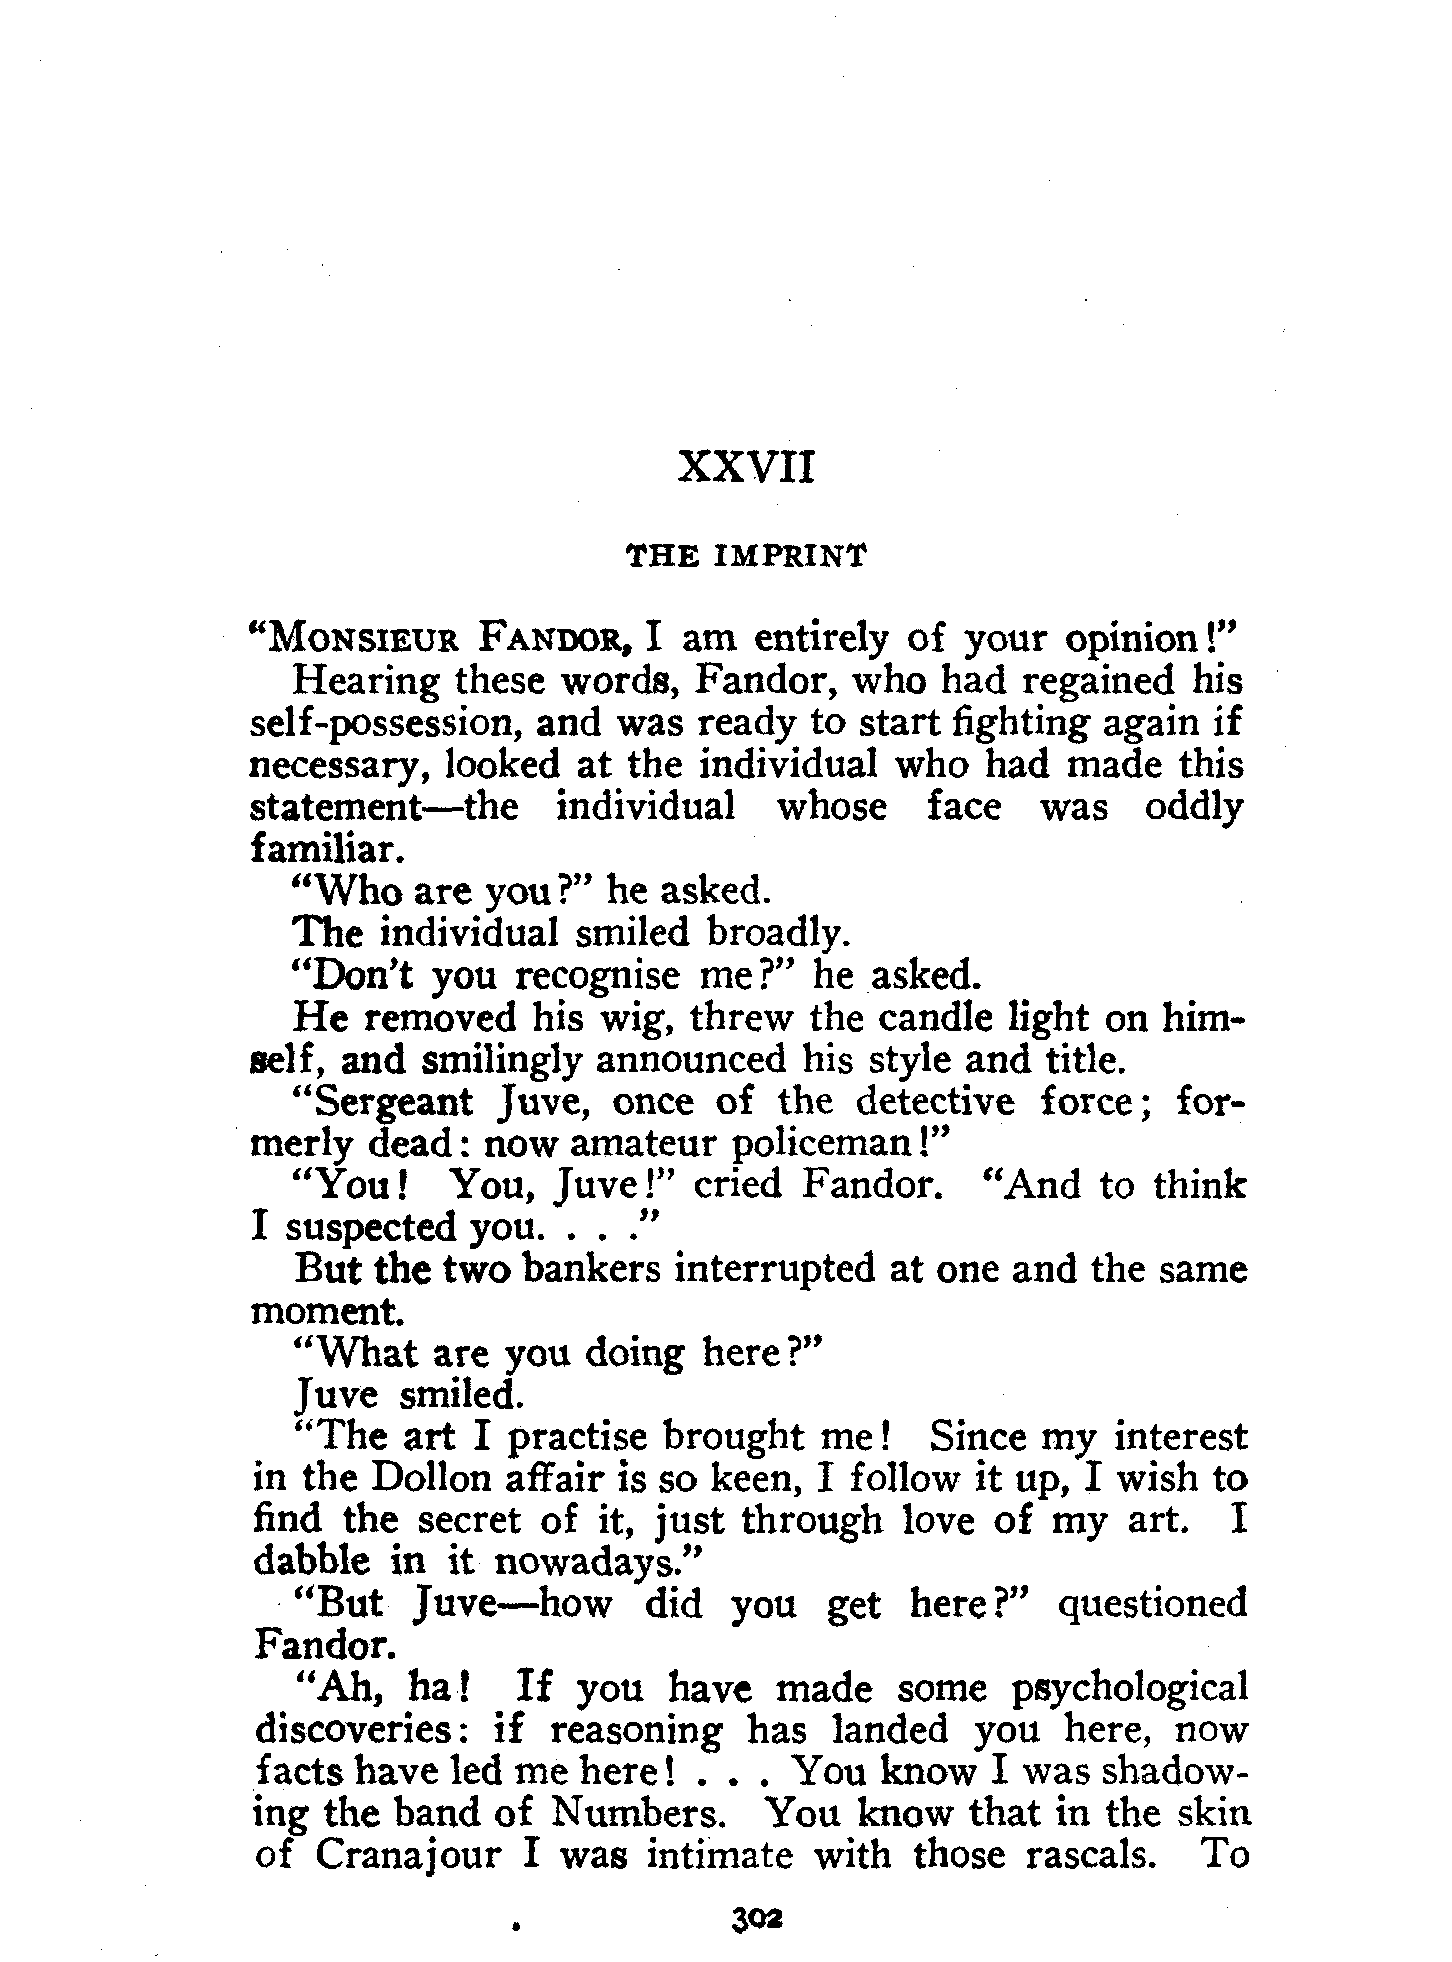 XXVII
THE IMPRINT
“MONSIEUR FANDOR, I am entirely of your opinion!”
Hearing these words, Fandor, who had regained his
self-possession, and was ready to start fighting again if
necessary, looked at the individual who had made this
statement—the individual whose face was oddly
familiar.
“Who are you?” he asked.
The individual smiled broadly.
“Don’t you recognise me?” he asked.
He removed his wig, threw the candle light on him-
self, and smilingly announced his style and title.
“Sergeant Juve, once of the detective force; for-
merly dead: now amateur policeman!”
“You! You, Juve!” cried Fandor. “And to think
I suspected you. . . .”
But the two bankers interrupted at one and the same
moment.
“What are you doing here?”
Juve smiled.
“The art I practise brought me! Since my interest
in the Dollon affair is so keen, I follow it up, I wish to
find the secret of it, just through love of my art. I
dabble in it nowadays.”
“But Juve—how did you get here?” questioned
Fandor.
“Ah, ha! If you have made some psychological
discoveries: if reasoning has landed you here, now
facts have led me here! . . . You know I was shadow-
ing the band of Numbers. You know that in the skin
of Cranajour I was intimate with those rascals. To
302